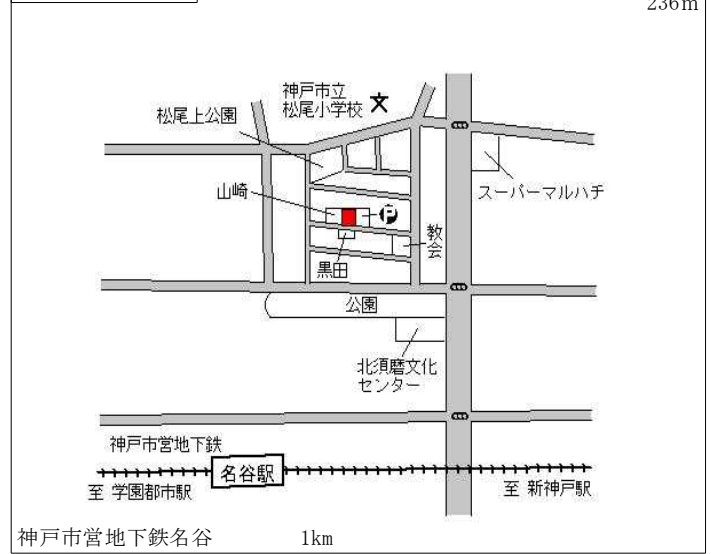 236m
神戸市立
松尾小学校
文
松尾上公園
山崎
P
スーパーマルハチ
教会
黒田
公園
北須磨文化
センター
神戸市営地下鉄
名谷駅
至 学園都市駅
至 新神戸駅
神戸市営地下鉄名谷 1km